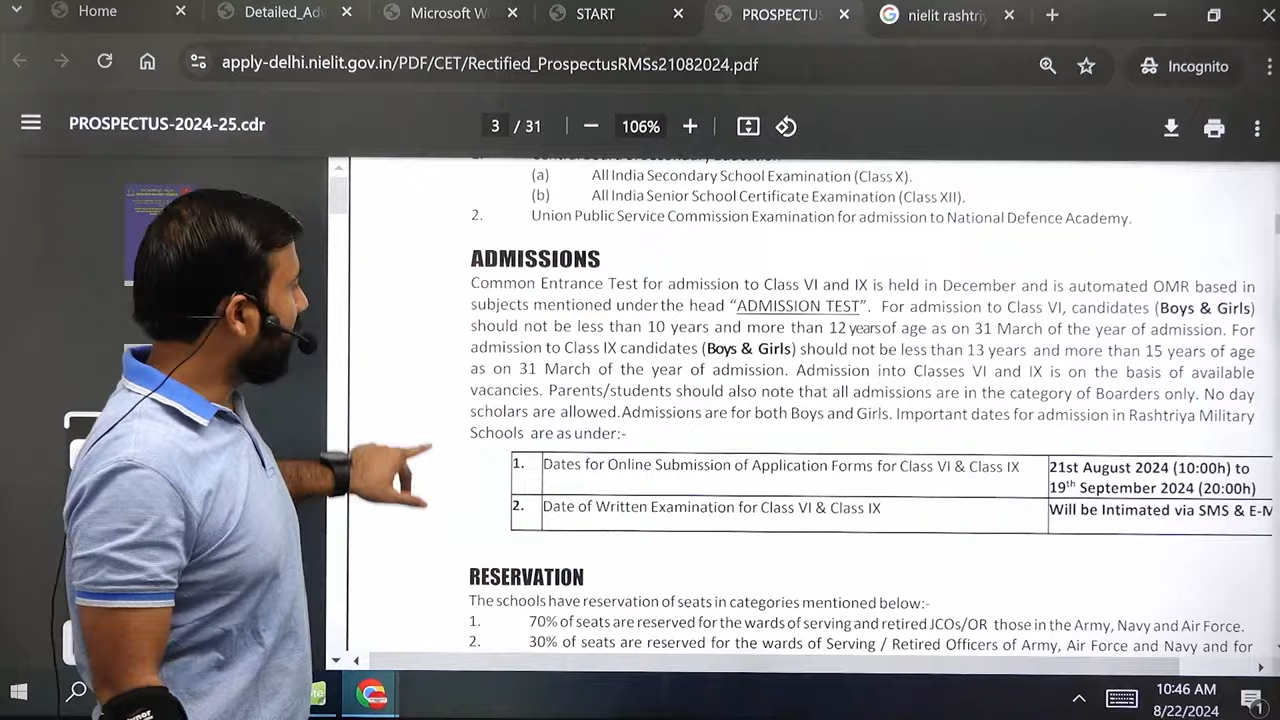 Home
Detailed_Adv
Microsoft W
START
PROSPECTUS
nielit rashtriy
apply-delhi.nielit.gov.in/PDF/CET/Rectified_ProspectusRMSs21082024.pdf
Incognito
PROSPECTUS-2024-25.cdr
3 / 31
106%
Central Board of Secondary Education
(a) All India Secondary School Examination (Class X).
(b) All India Senior School Certificate Examination (Class XII).
2. Union Public Service Commission Examination for admission to National Defence Academy.
ADMISSIONS
Common Entrance Test for admission to Class VI and IX is held in December and is automated OMR based in
subjects mentioned under the head “ADMISSION TEST”. For admission to Class VI, candidates (Boys & Girls)
should not be less than 10 years and more than 12 years of age as on 31 March of the year of admission. For
admission to Class IX candidates (Boys & Girls) should not be less than 13 years and more than 15 years of age
as on 31 March of the year of admission. Admission into Classes VI and IX is on the basis of available
vacancies. Parents/students should also note that all admissions are in the category of Boarders only. No day
scholars are allowed. Admissions are for both Boys and Girls. Important dates for admission in Rashtriya Military
Schools are as under:-
1. Dates for Online Submission of Application Forms for Class VI & Class IX 21st August 2024 (10:00h) to
19th September 2024 (20:00h)
2. Date of Written Examination for Class VI & Class IX Will be Intimated via SMS & E-M
RESERVATION
The schools have reservation of seats in categories mentioned below:-
1. 70% of seats are reserved for the wards of serving and retired JCOs/OR those in the Army, Navy and Air Force.
2. 30% of seats are reserved for the wards of Serving / Retired Officers of Army, Air Force and Navy and for
10:46 AM
8/22/2024
1